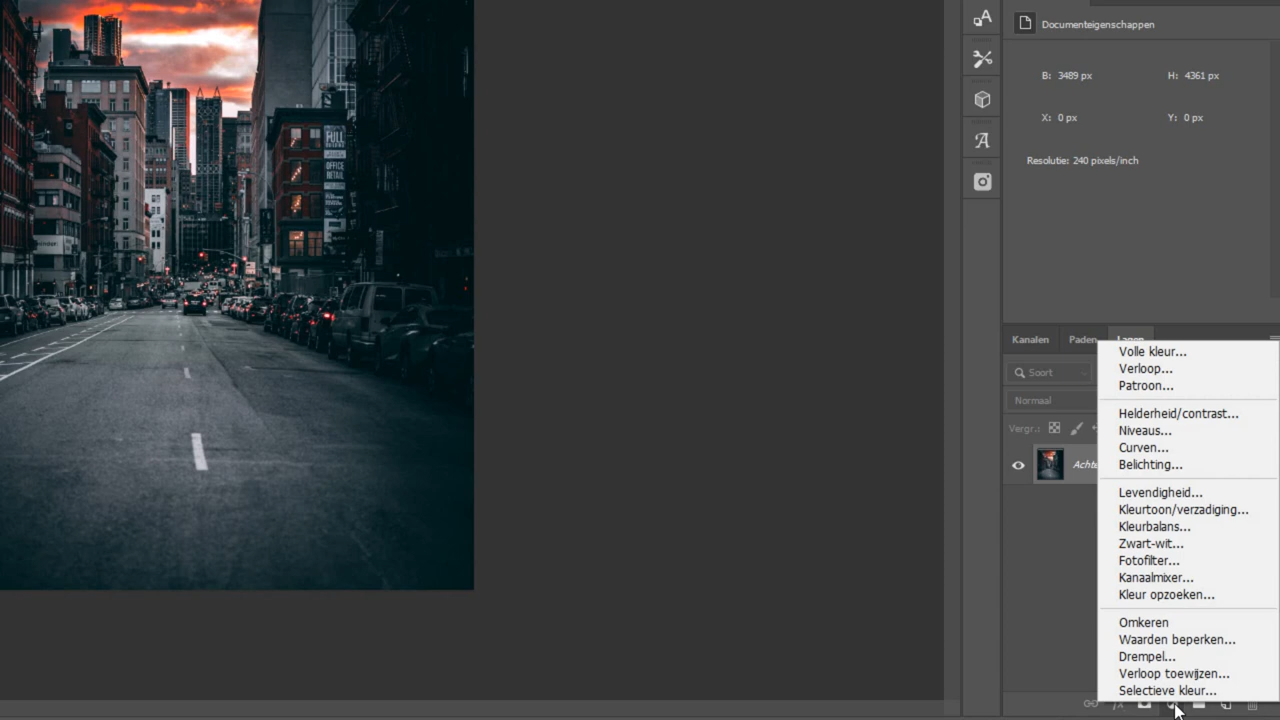 Documenteigenschappen
B: 3489 px H: 4361 px
X: 0 px Y: 0 px
Resolutie: 240 pixels/inch
Kanalen Paden Lagen
Soort
Normaal
Vergr.:
Volle kleur...
Verloop...
Patroon...
Helderheid/contrast...
Niveaus...
Curven...
Belichting...
Levendigheid...
Kleurtoon/verzadiging...
Kleurbalans...
Zwart-wit...
Fotofilter...
Kanaalmixer...
Kleur opzoeken...
Omkeren
Waarden beperken...
Drempel...
Verloop toewijzen...
Selectieve kleur...
fx
FULL
OFFICE
RETAIL